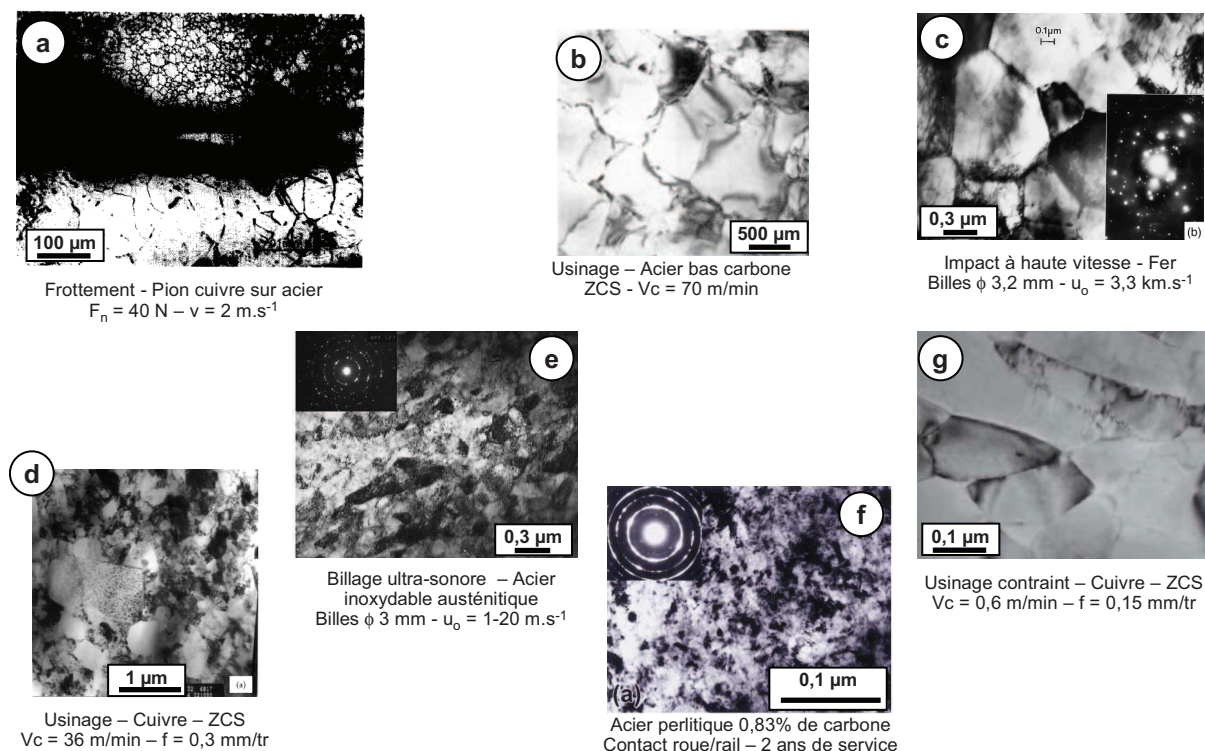 a
100 µm
Frottement - Pion cuivre sur acier
Fn = 40 N – v = 2 m.s-1
b
500 µm
Usinage – Acier bas carbone
ZCS - Vc = 70 m/min
c
0.1µm
0,3 µm
(b)
Impact à haute vitesse - Fer
Billes ϕ 3,2 mm - uo = 3,3 km.s-1
d
1 µm
(a)
Usinage – Cuivre – ZCS
Vc = 36 m/min – f = 0,3 mm/tr
e
0,3 µm
Billage ultra-sonore – Acier
inoxydable austénitique
Billes ϕ 3 mm - uo = 1-20 m.s-1
f
(a)
0,1 µm
Acier perlitique 0,83% de carbone
Contact roue/rail – 2 ans de service
g
0,1 µm
Usinage contraint – Cuivre – ZCS
Vc = 0,6 m/min – f = 0,15 mm/tr